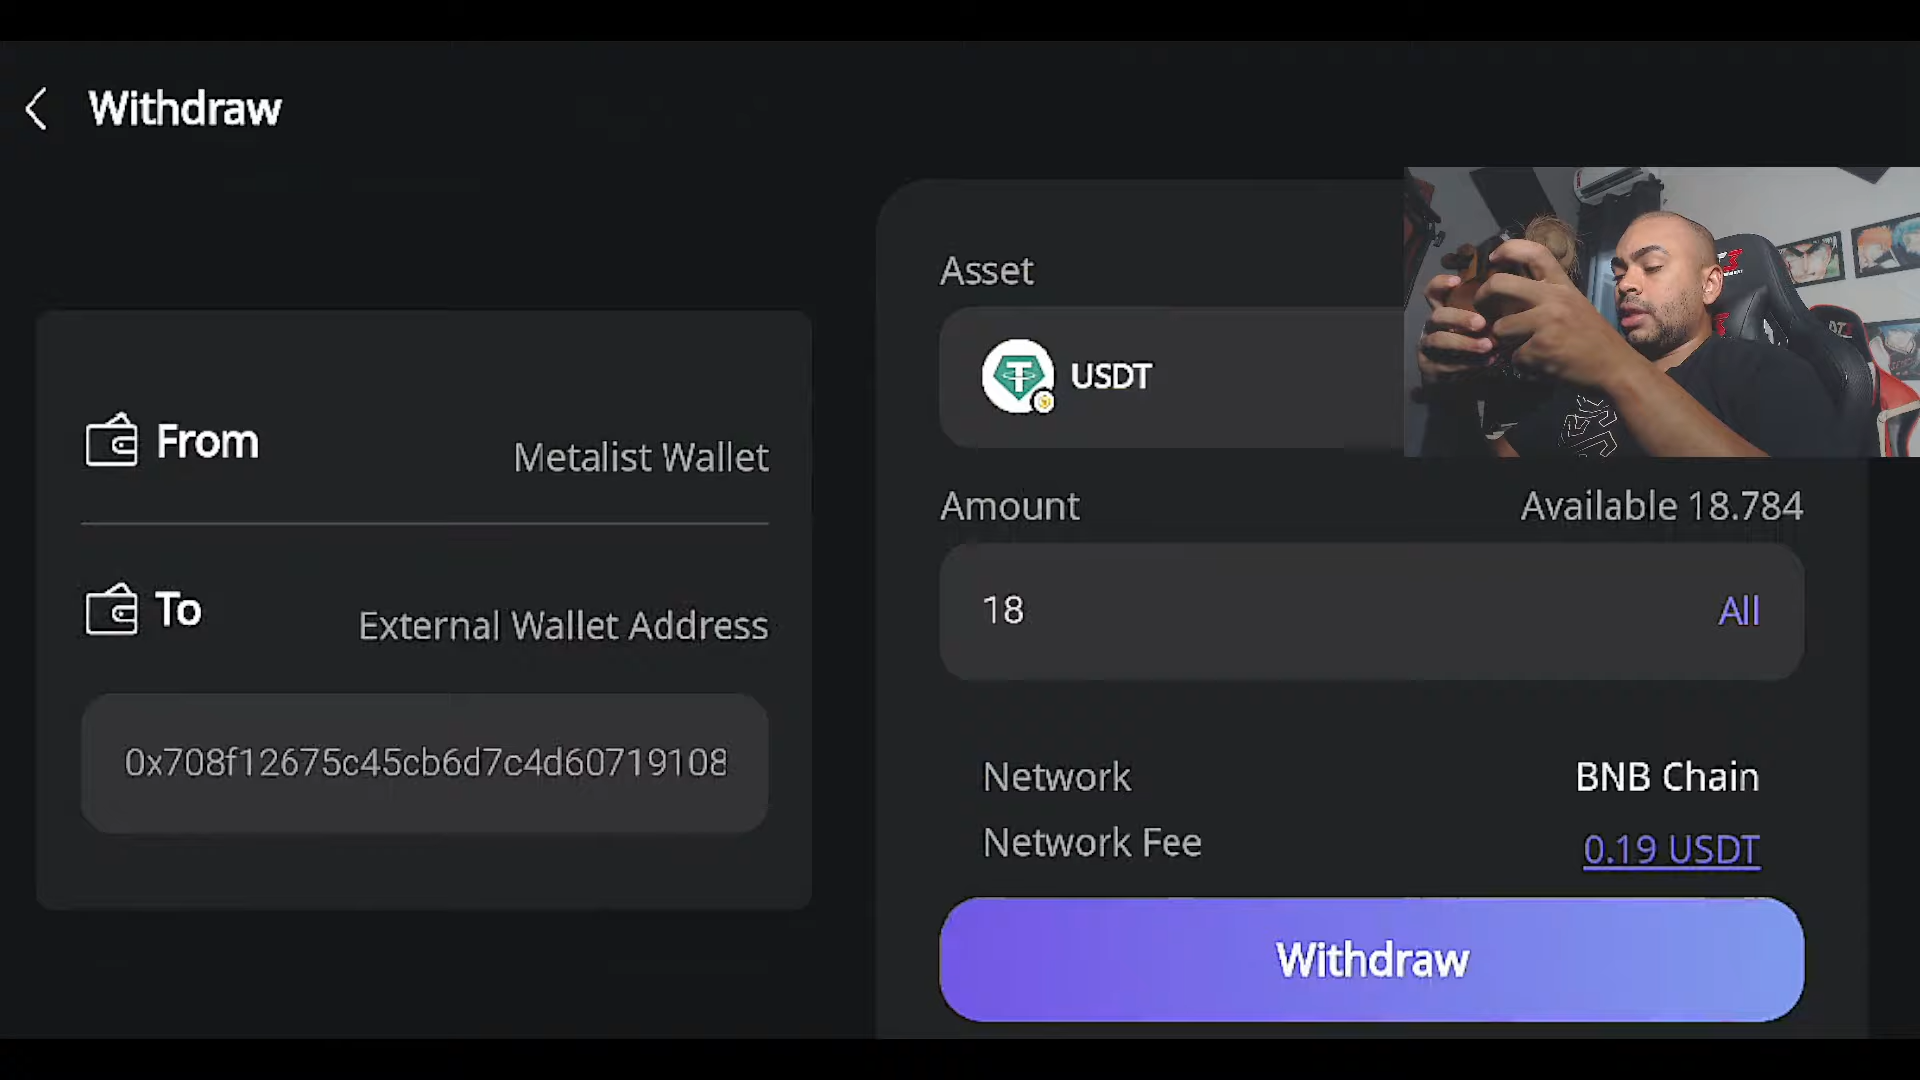 Withdraw
From
Metalist Wallet
To
External Wallet Address
0x708f12675c45cb6d7c4d60719108
Asset
USDT
Amount
Available 18.784
18
All
Network
BNB Chain
Network Fee
0.19 USDT
Withdraw